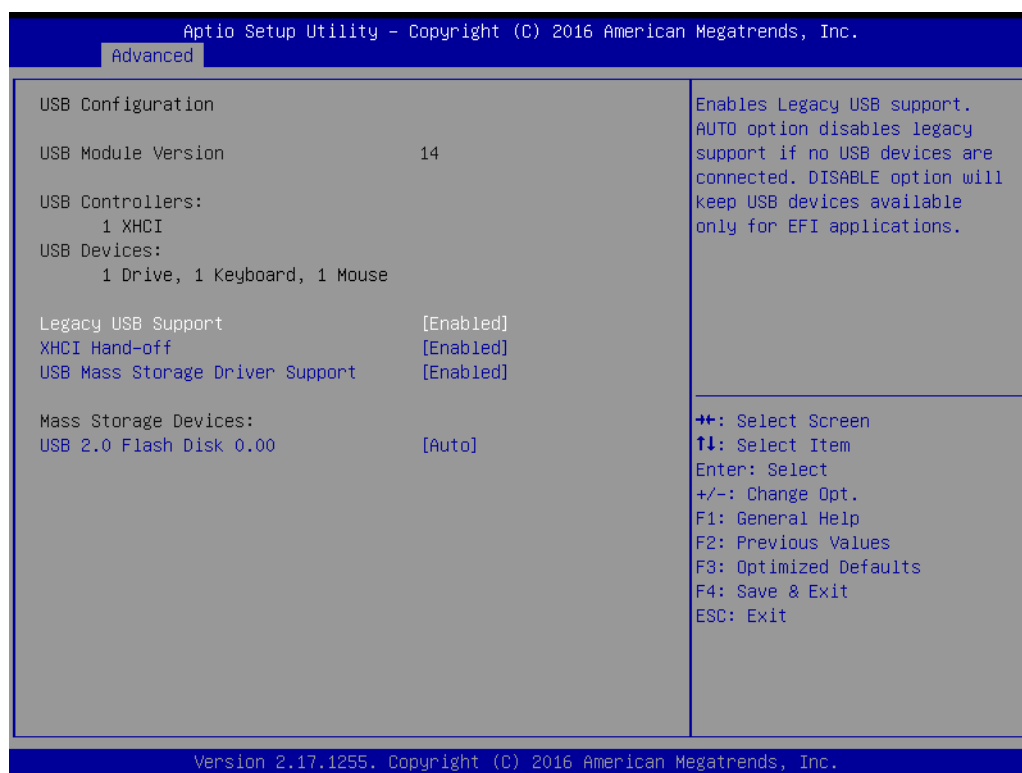 Aptio Setup Utility – Copyright (C) 2016 American Megatrends, Inc.
Advanced
USB Configuration
USB Module Version 14
USB Controllers:
1 XHCI
USB Devices:
1 Drive, 1 Keyboard, 1 Mouse
Legacy USB Support [Enabled]
XHCI Hand-off [Enabled]
USB Mass Storage Driver Support [Enabled]
Mass Storage Devices:
USB 2.0 Flash Disk 0.00 [Auto]
Enables Legacy USB support.
AUTO option disables legacy
support if no USB devices are
connected. DISABLE option will
keep USB devices available
only for EFI applications.
→←: Select Screen
↑↓: Select Item
Enter: Select
+/-: Change Opt.
F1: General Help
F2: Previous Values
F3: Optimized Defaults
F4: Save & Exit
ESC: Exit
Version 2.17.1255. Copyright (C) 2016 American Megatrends, Inc.